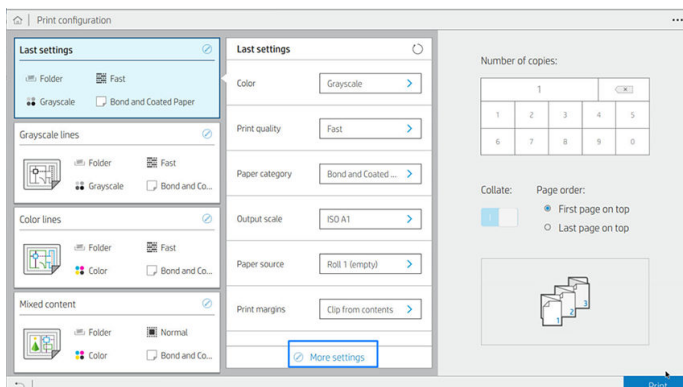 Print configuration
Last settings
Folder
Fast
Grayscale
Bond and Coated Paper
Grayscale lines
Folder
Fast
Grayscale
Bond and Co...
Color lines
Folder
Fast
Color
Bond and Co...
Mixed content
Folder
Normal
Color
Bond and Co...
Last settings
Color
Grayscale
Print quality
Fast
Paper category
Bond and Coated ...
Output scale
ISO A1
Paper source
Roll 1 (empty)
Print margins
Clip from contents
More settings
Number of copies:
1
1 2 3 4 5
6 7 8 9 0
Collate:
Page order:
First page on top
Last page on top
1 2 3
Print